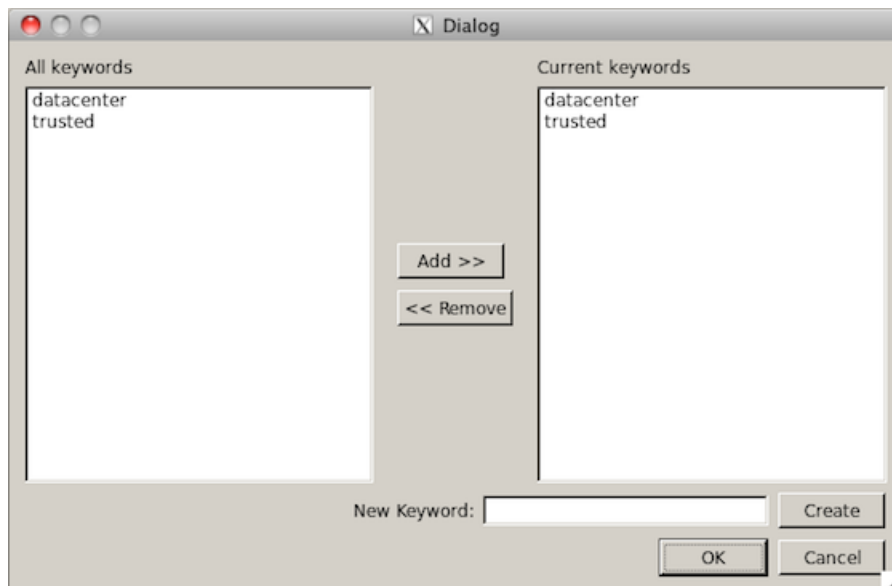 X Dialog
All keywords
datacenter
trusted
Current keywords
datacenter
trusted
Add >>
<< Remove
New Keyword:
Create
OK
Cancel